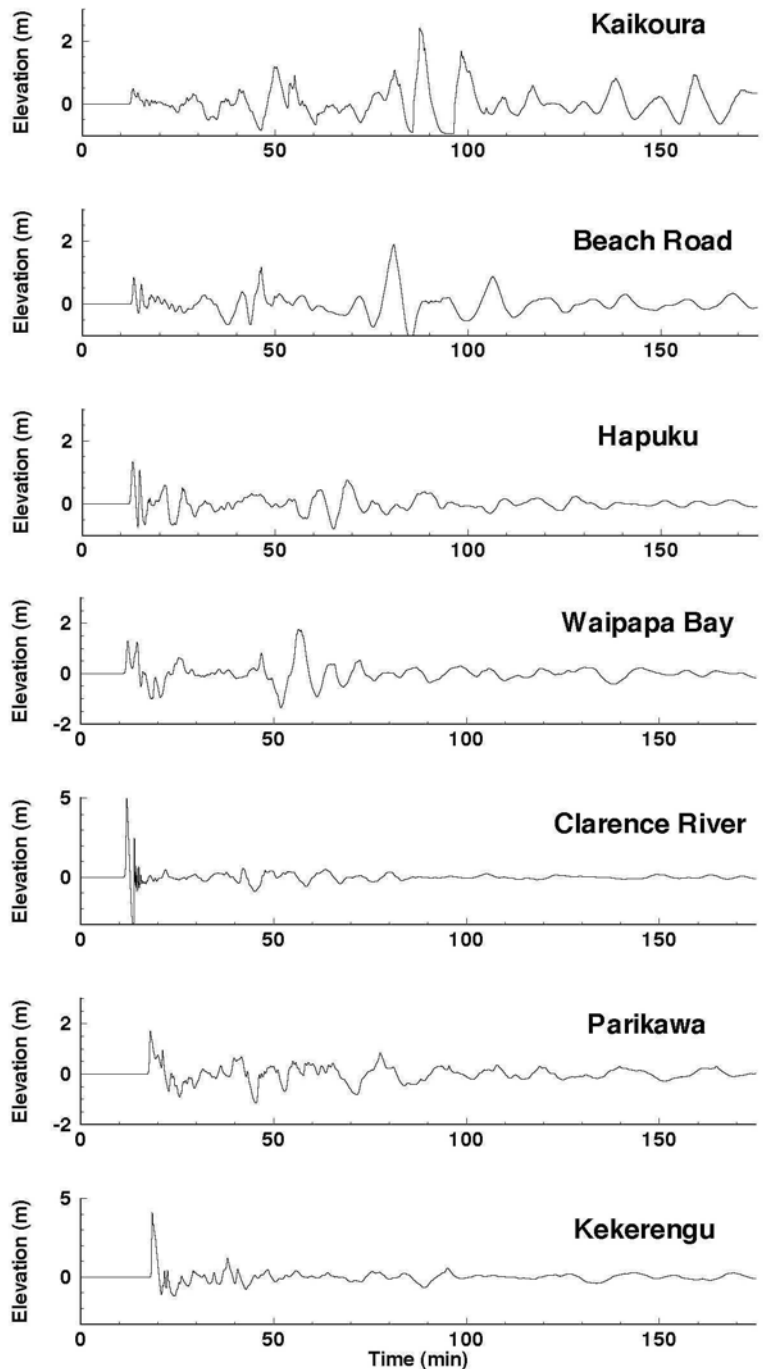 Kaikoura
Elevation (m)
2
0
0 50 100 150
Beach Road
Elevation (m)
2
0
0 50 100 150
Hapuku
Elevation (m)
2
0
0 50 100 150
Waipapa Bay
Elevation (m)
2
0
-2
0 50 100 150
Clarence River
Elevation (m)
5
0
0 50 100 150
Parikawa
Elevation (m)
2
0
-2
0 50 100 150
Kekerengu
Elevation (m)
5
0
0 50 100 150
Time (min)